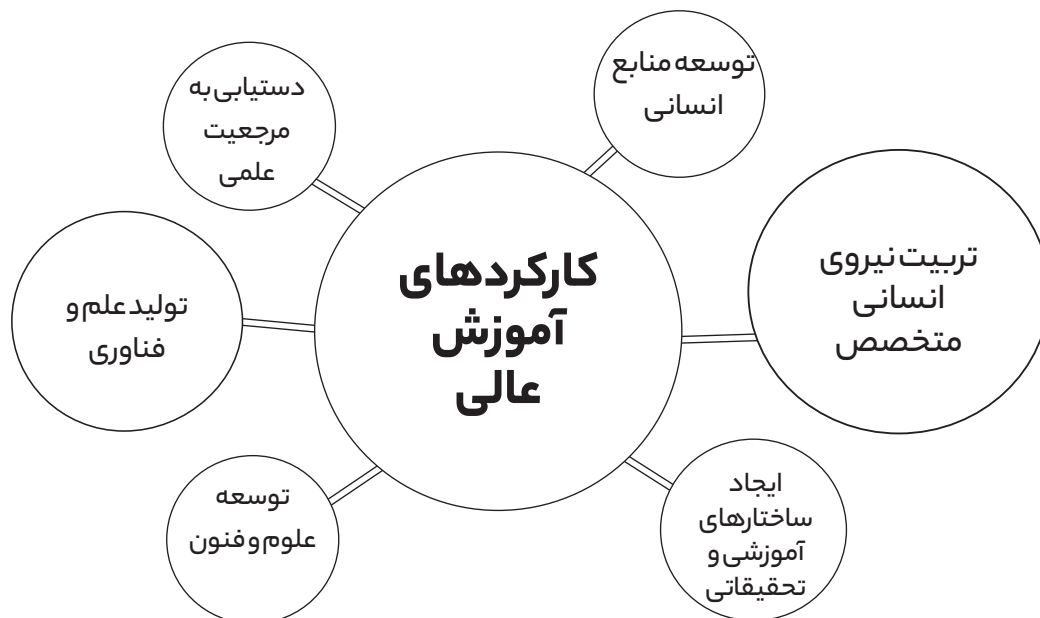 توسعه منابع
انسانی
دستیابی به
مرجعیت
علمی
کارکردهای
آموزش
عالی
تربیت نیروی
انسانی
متخصص
تولید علم و
فناوری
توسعه
علوم و فنون
ایجاد
ساختارهای
آموزشی و
تحقیقاتی